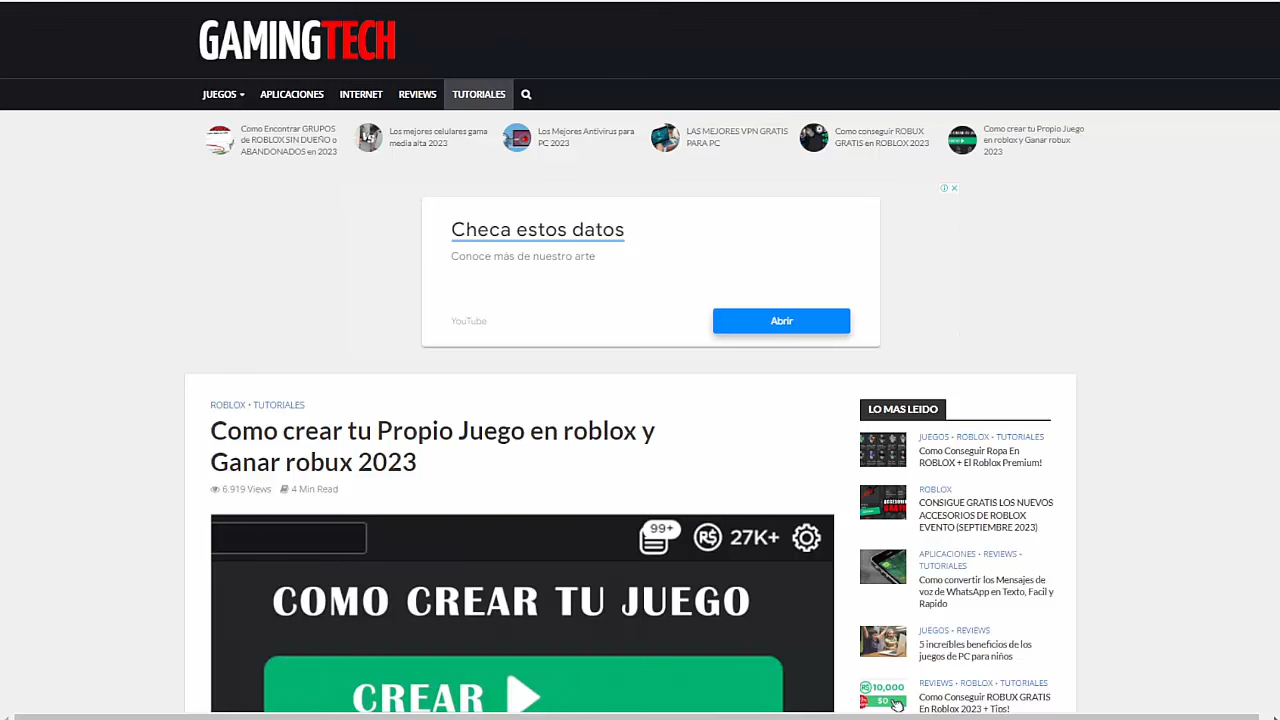 GAMINGTECH
JUEGOS
APLICACIONES
INTERNET
REVIEWS
TUTORIALES
Como Encontrar GRUPOS
de ROBLOX SIN DUEÑO o
ABANDONADOS en 2023
Los mejores celulares gama
media alta 2023
Los Mejores Antivirus para
PC 2023
LAS MEJORES VPN GRATIS
PARA PC
Como conseguir ROBUX
GRATIS en ROBLOX 2023
Como crear tu Propio Juego
en roblox y Ganar robux
2023
Checa estos datos
Conoce más de nuestro arte
YouTube
Abrir
ROBLOX • TUTORIALES
Como crear tu Propio Juego en roblox y
Ganar robux 2023
6.919 Views
4 Min Read
99+
R$ 27K+
COMO CREAR TU JUEGO
CREAR
LO MAS LEIDO
JUEGOS • ROBLOX • TUTORIALES
Como Conseguir Ropa En
ROBLOX + El Roblox Premium!
ROBLOX
CONSIGUE GRATIS LOS NUEVOS
ACCESORIOS DE ROBLOX
EVENTO (SEPTIEMBRE 2023)
APLICACIONES • REVIEWS •
TUTORIALES
Como convertir los Mensajes de
voz de WhatsApp en Texto, Facil y
Rapido
JUEGOS • REVIEWS
5 increíbles beneficios de los
juegos de PC para niños
10,000
$0
REVIEWS • ROBLOX • TUTORIALES
Como Conseguir ROBUX GRATIS
En Roblox 2023 + Tips!